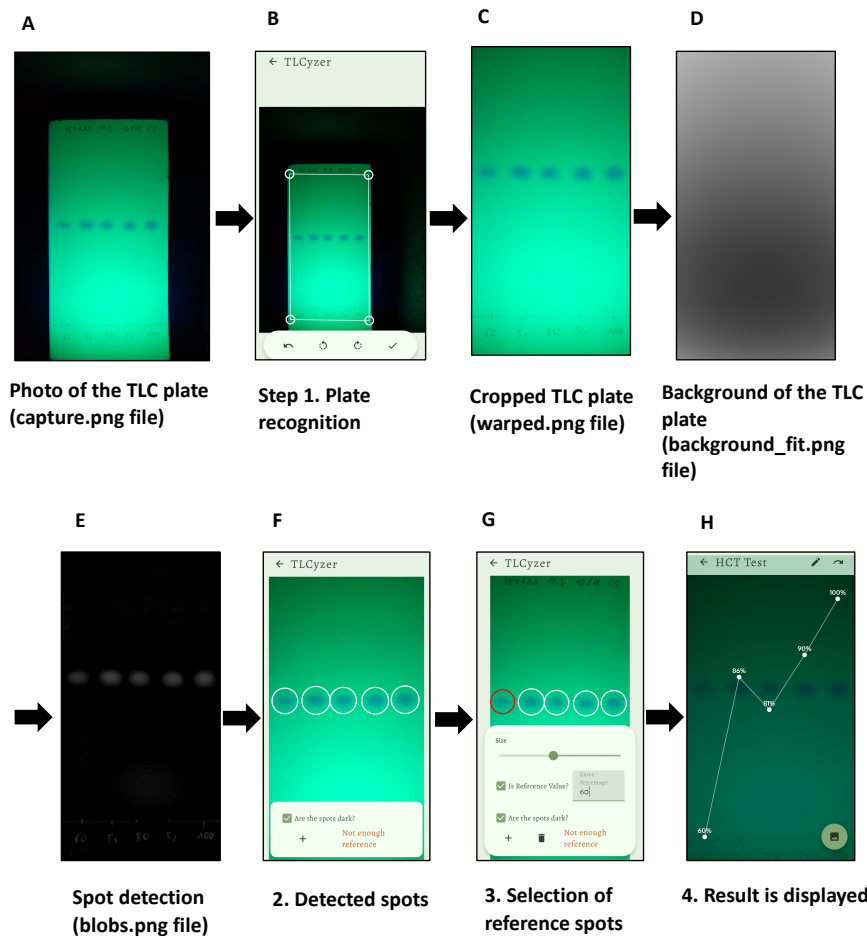 A
B
C
D
← TLCyzer
Photo of the TLC plate
(capture.png file)
Step 1. Plate
recognition
Cropped TLC plate
(warped.png file)
Background of the TLC
plate
(background_fit.png
file)
E
F
G
H
← TLCyzer
← TLCyzer
← HCT Test
100%
90%
86%
81%
60%
Size
Is Reference Value?
Enter
Percentage
60
Are the spots dark?
+
Not enough
reference
Are the spots dark?
+
Not enough
reference
60
80
100
Spot detection
(blobs.png file)
2. Detected spots
3. Selection of
reference spots
4. Result is displayed